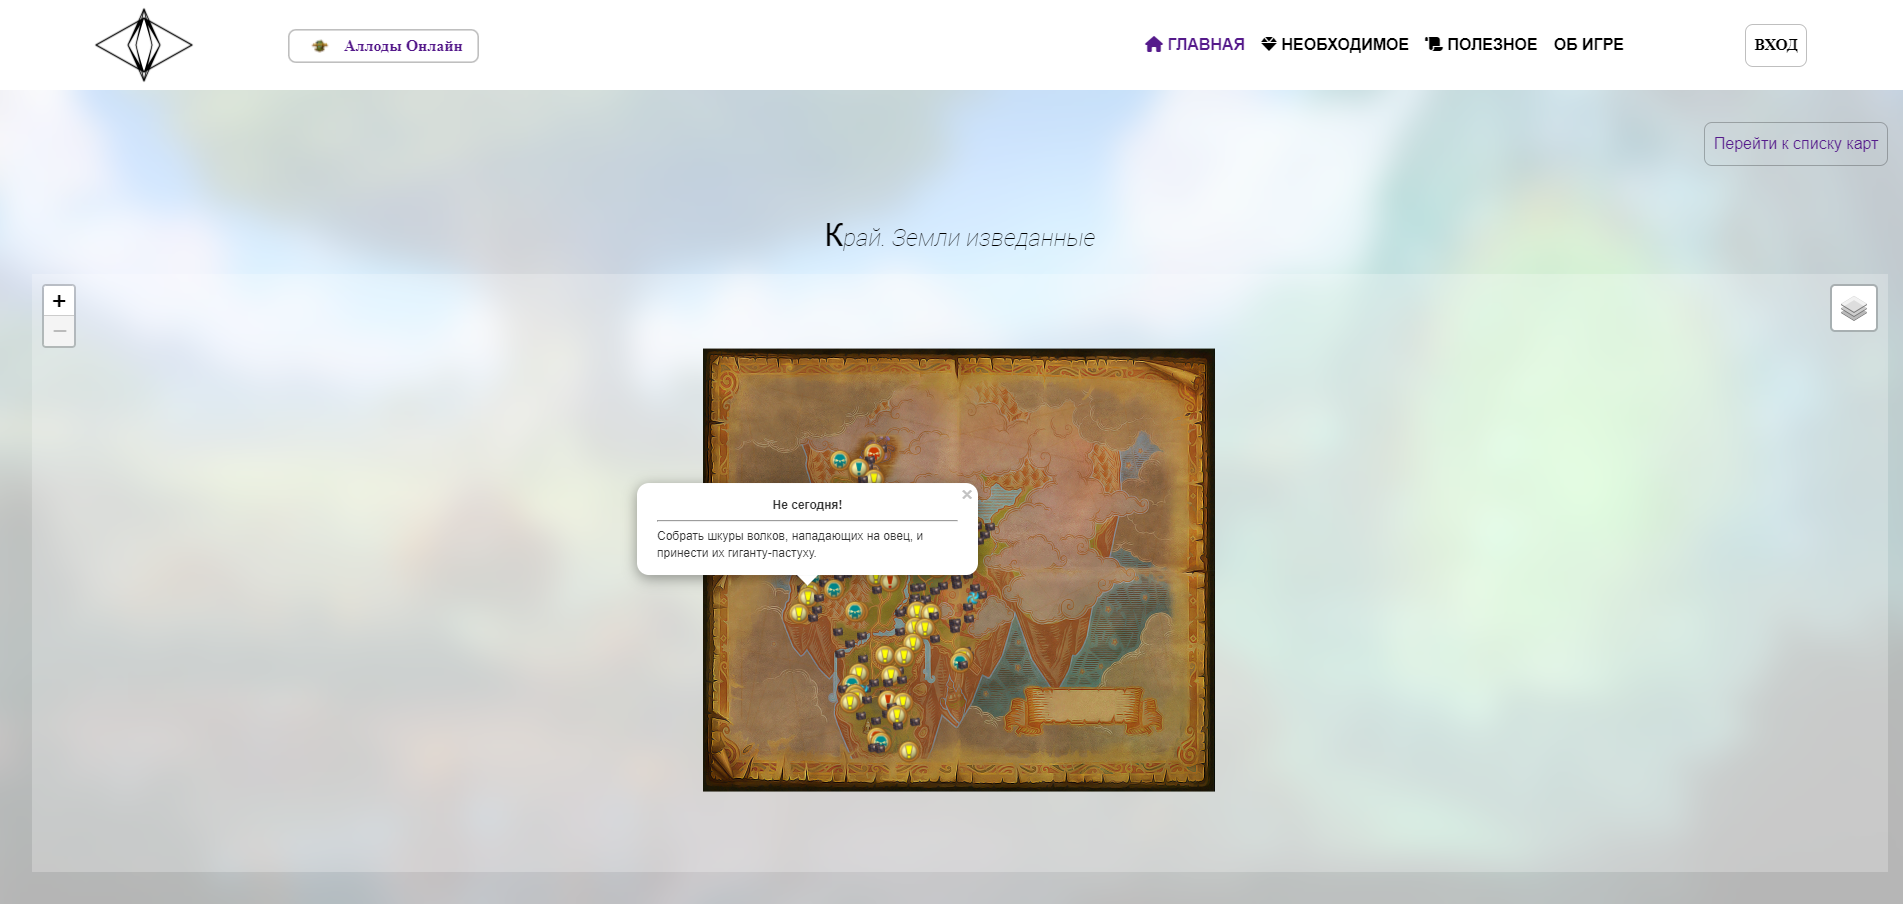 Аллоды Онлайн
ГЛАВНАЯ НЕОБХОДИМОЕ ПОЛЕЗНОЕ ОБ ИГРЕ
ВХОД
Перейти к списку карт
Край. Земли изведанные
+
−
×
Не сегодня!
Собрать шкуры волков, нападающих на овец, и
принести их гиганту-пастуху.